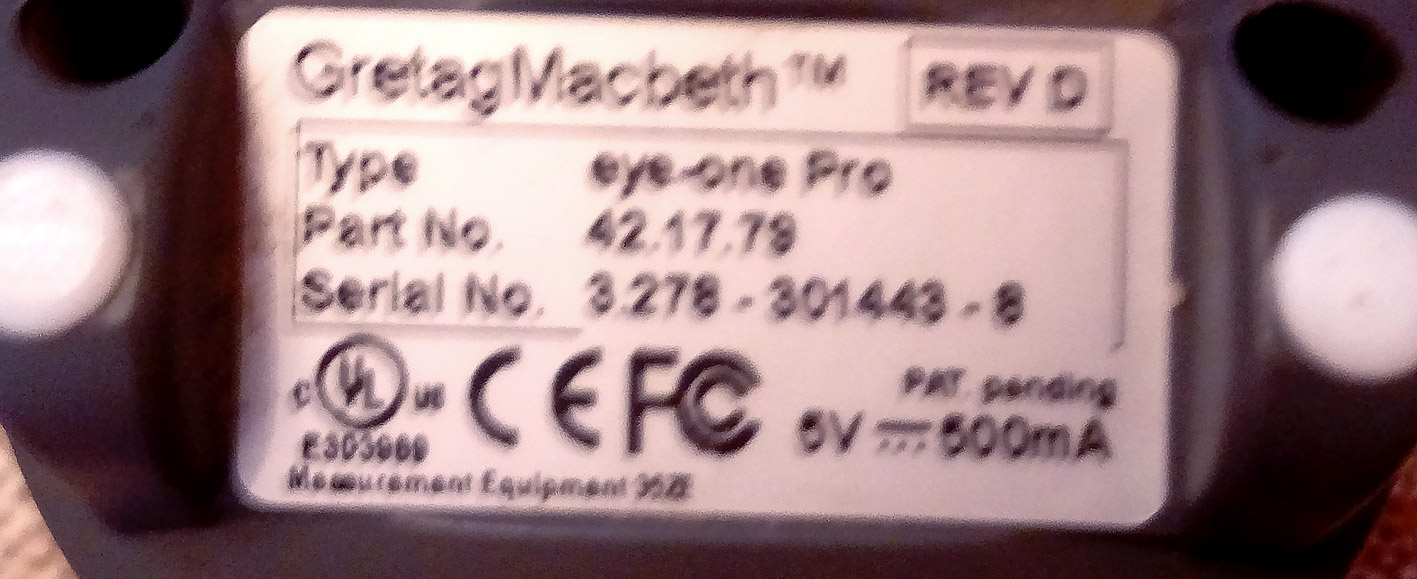 GretagMacbeth™ REV D
Type eye-one Pro
Part No. 42.17.79
Serial No. 3.278 - 301443 - 8
C UL US CE FC PAT. pending
5V 500mA
Measurement Equipment